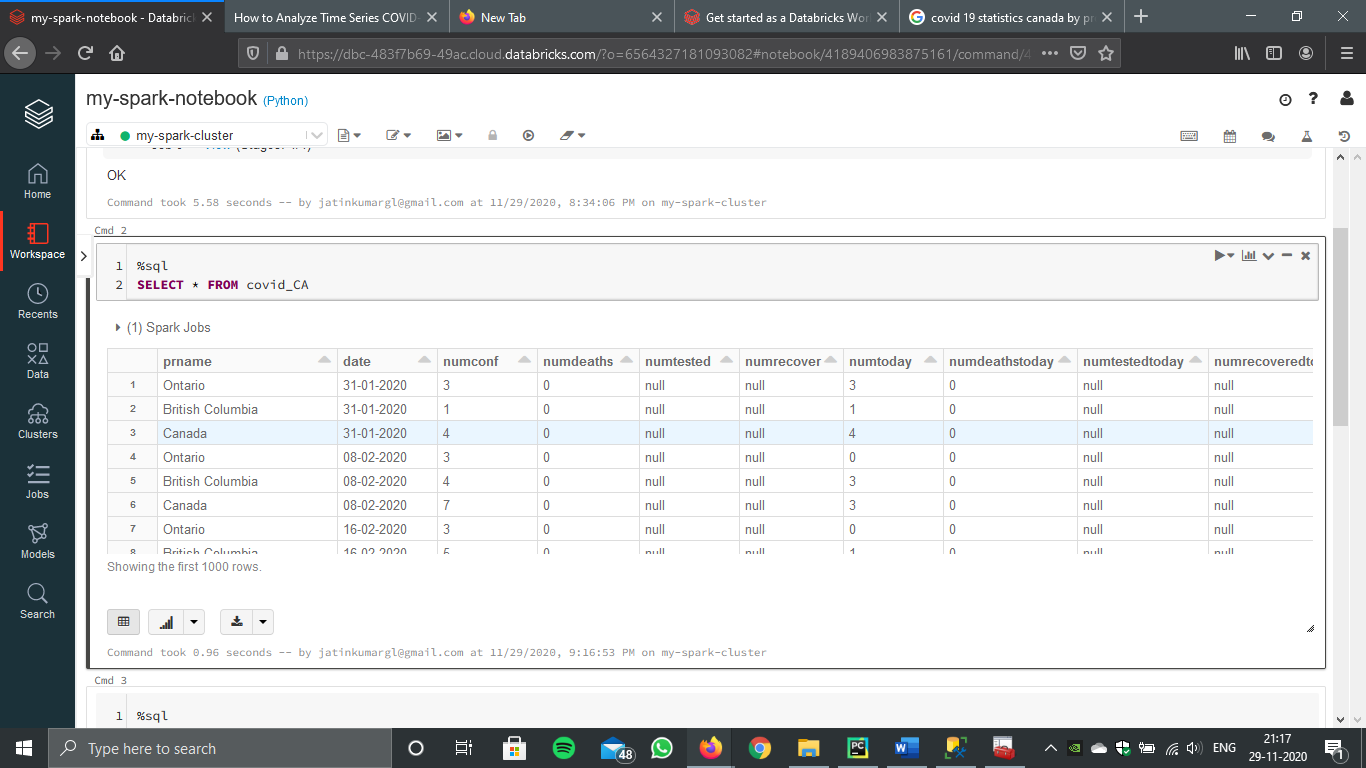 my-spark-notebook - Databric
How to Analyze Time Series COVID
New Tab
Get started as a Databricks Wor
covid 19 statistics canada by pr
https://dbc-483f7b69-49ac.cloud.databricks.com/?o=6564327181093082#notebook/4189406983875161/command/4
my-spark-notebook (Python)
my-spark-cluster
Home
Workspace
Recents
Data
Clusters
Jobs
Models
Search
OK
Command took 5.58 seconds -- by jatinkumargl@gmail.com at 11/29/2020, 8:34:06 PM on my-spark-cluster
Cmd 2
1 %sql
2 SELECT * FROM covid_CA
(1) Spark Jobs
prname date numconf numdeaths numtested numrecover numtoday numdeathstoday numtestedtoday numrecoveredto
1 Ontario 31-01-2020 3 0 null null 3 0 null null
2 British Columbia 31-01-2020 1 0 null null 1 0 null null
3 Canada 31-01-2020 4 0 null null 4 0 null null
4 Ontario 08-02-2020 3 0 null null 0 0 null null
5 British Columbia 08-02-2020 4 0 null null 3 0 null null
6 Canada 08-02-2020 7 0 null null 3 0 null null
7 Ontario 16-02-2020 3 0 null null 0 0 null null
8 British Columbia 16-02-2020 5 0 null null 1 0 null null
Showing the first 1000 rows.
Command took 0.96 seconds -- by jatinkumargl@gmail.com at 11/29/2020, 9:16:53 PM on my-spark-cluster
Cmd 3
1 %sql
Type here to search
48
PC
W
ENG
21:17
29-11-2020
1